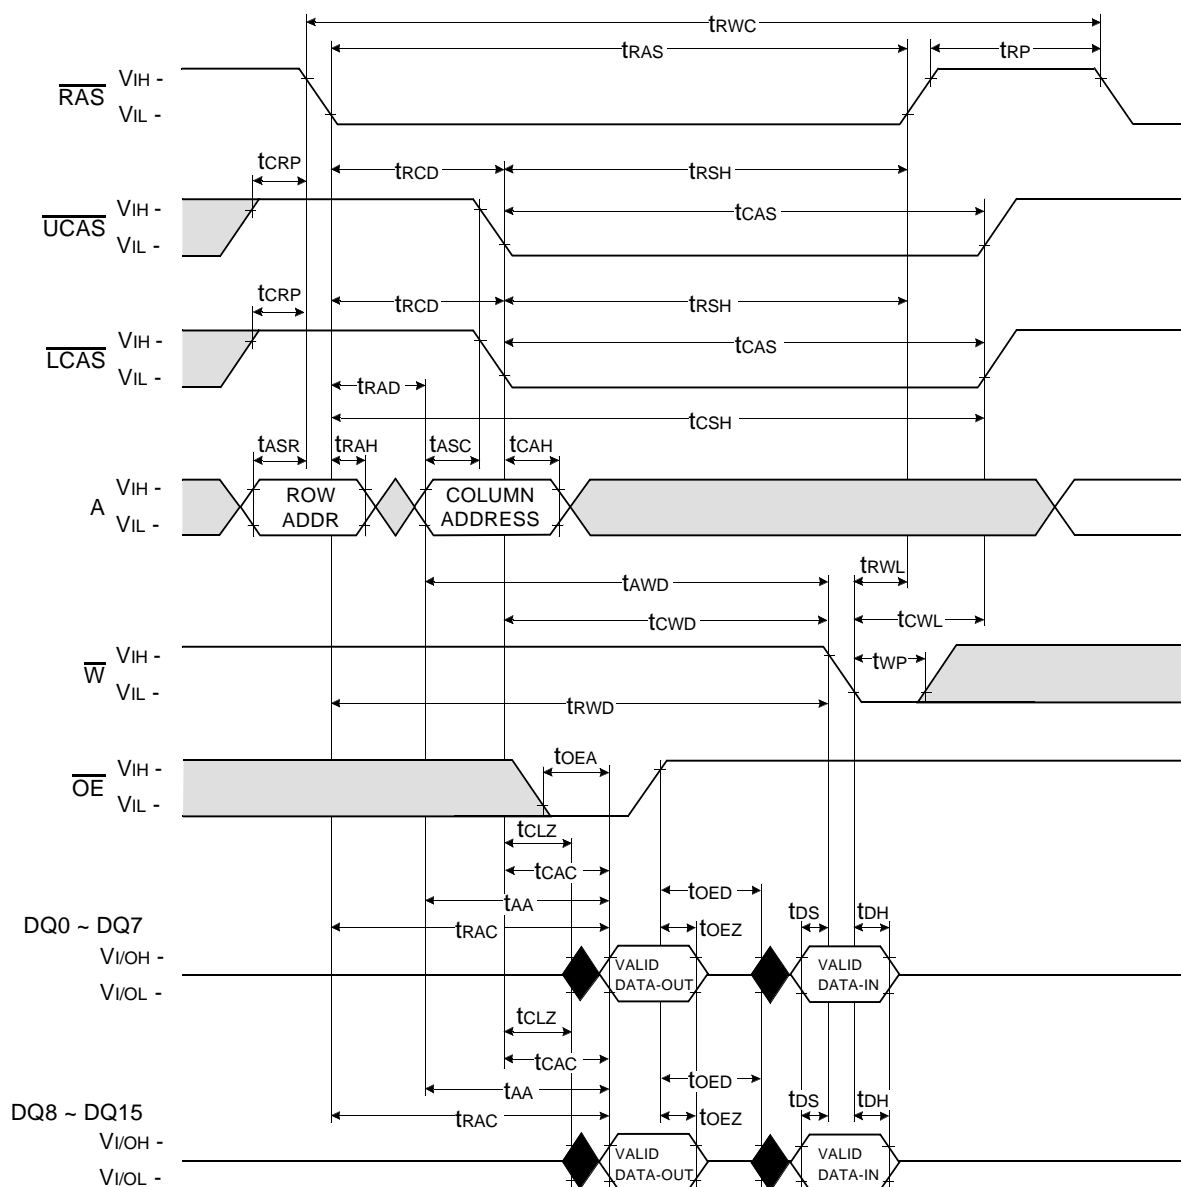 tRWC
tRAS tRP
RAS VIH -
VIL -
tCRP tRCD tRSH
UCAS VIH -
tCAS
VIL -
tCRP tRCD tRSH
LCAS VIH -
tCAS
VIL -
tRAD
tCSH
tASR tRAH tASC tCAH
A VIH -
ROW COLUMN
ADDR ADDRESS
VIL -
tAWD tRWL
tCWD tCWL
W VIH -
tWP
VIL -
tRWD
tOEA
OE VIH -
VIL -
tCLZ
tCAC
tOED
tAA
DQ0 ~ DQ7
tRAC tOEZ tDS tDH
VI/OH -
VALID VALID
DATA-OUT DATA-IN
VI/OL -
tCLZ
tCAC
tOED
tAA
DQ8 ~ DQ15
tRAC tOEZ tDS tDH
VI/OH -
VALID VALID
DATA-OUT DATA-IN
VI/OL -